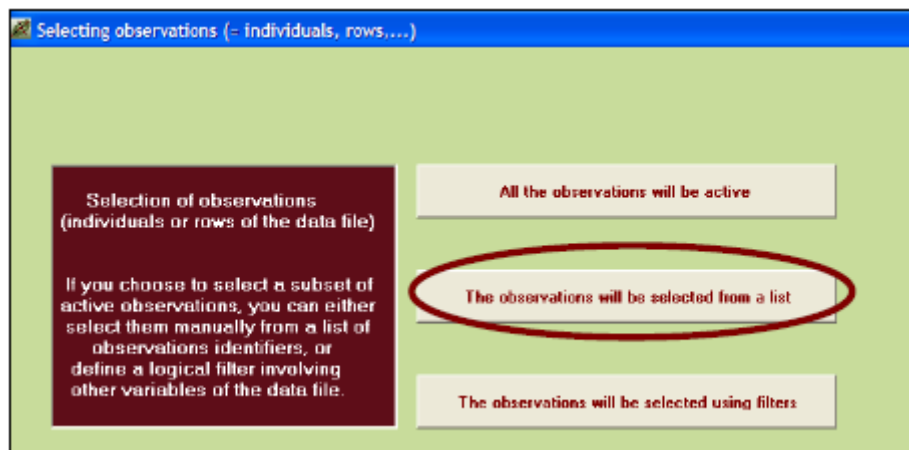 Selecting observations (= individuals, rows,...)
Selection of observations
(individuals or rows of the data file)
If you choose to select a subset of
active observations, you can either
select them manually from a list of
observations identifiers, or
define a logical filter involving
other variables of the data file.
All the observations will be active
The observations will be selected from a list
The observations will be selected using filters